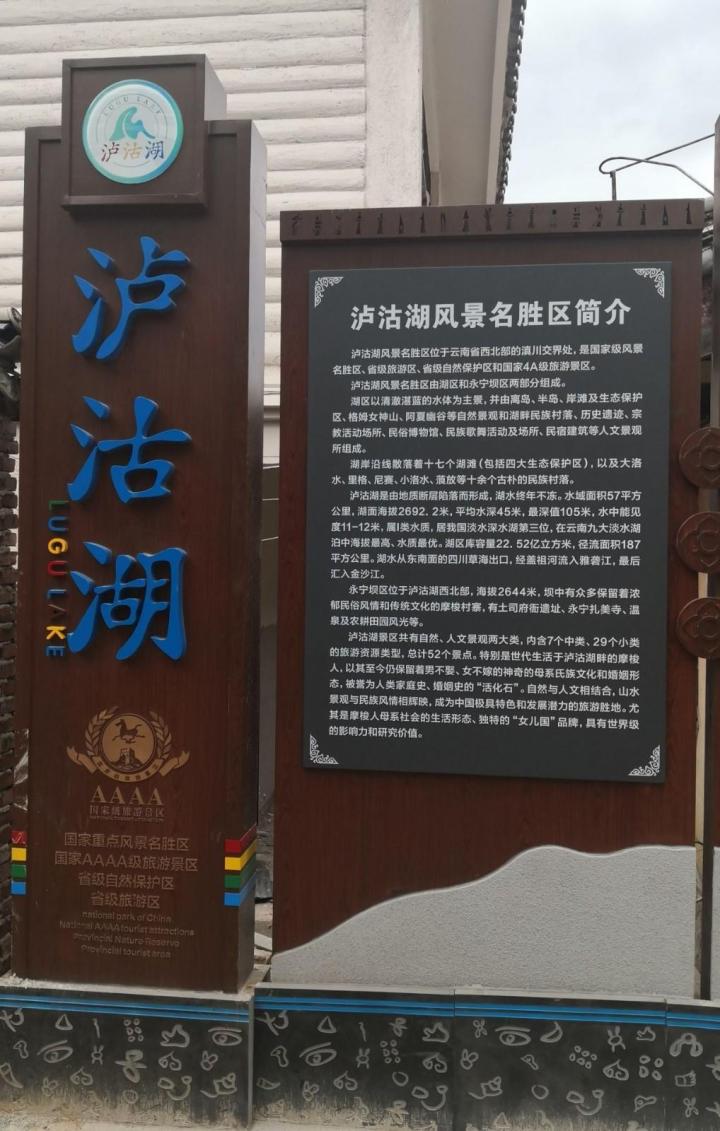 LUGU LAKE
泸沽湖
泸沽湖
LUGU LAKE
AAAA
国家级旅游景区
国家重点风景名胜区
国家AAAA级旅游景区
省级自然保护区
省级旅游区
national park of China
National AAAA tourist attractions
Provincial Nature Reserve
Provincial tourist area
泸沽湖风景名胜区简介
泸沽湖风景名胜区位于云南省西北部的滇川交界处，是国家级风景
名胜区、省级旅游区、省级自然保护区和国家4A级旅游景区。
泸沽湖风景名胜区由湖区和永宁坝区两部分组成。
湖区以清澈湛蓝的水体为主景，并由离岛、半岛、岸滩及生态保护
区、格姆女神山、阿夏幽谷等自然景观和湖畔民族村落、历史遗迹、宗
教活动场所、民俗博物馆、民族歌舞活动及场所、民宿建筑等人文景观
所组成。
湖岸沿线散落着十七个湖滩（包括四大生态保护区），以及大洛
水、里格、尼赛、小洛水、蒗放等十余个古朴的民族村落。
泸沽湖是由地质断层陷落而形成，湖水终年不冻。水域面积57平方
公里，湖面海拔2692.2米，平均水深45米，最深值105米，水中能见
度11-12米，属Ⅰ类水质，居我国淡水深水湖第三位，在云南九大淡水湖
泊中海拔最高、水质最优。湖区库容量22.52亿立方米，径流面积187
平方公里。湖水从东南面的四川草海出口，经盖祖河流入雅砻江，最后
汇入金沙江。
永宁坝区位于泸沽湖西北部，海拔2644米，坝中有众多保留着浓
郁民俗风情和传统文化的摩梭村寨，有土司府衙遗址、永宁扎美寺、温
泉及农耕田园风光等。
泸沽湖景区共有自然、人文景观两大类，内含7个中类、29个小类
的旅游资源类型，总计52个景点。特别是世代生活于泸沽湖畔的摩梭
人，以其至今仍保留着男不娶、女不嫁的神奇的母系氏族文化和婚姻形
态，被誉为人类家庭史、婚姻史的“活化石”。自然与人文相结合，山水
景观与民族风情相辉映，成为中国极具特色和发展潜力的旅游胜地。尤
其是摩梭人母系社会的生活形态、独特的“女儿国”品牌，具有世界级
的影响力和研究价值。